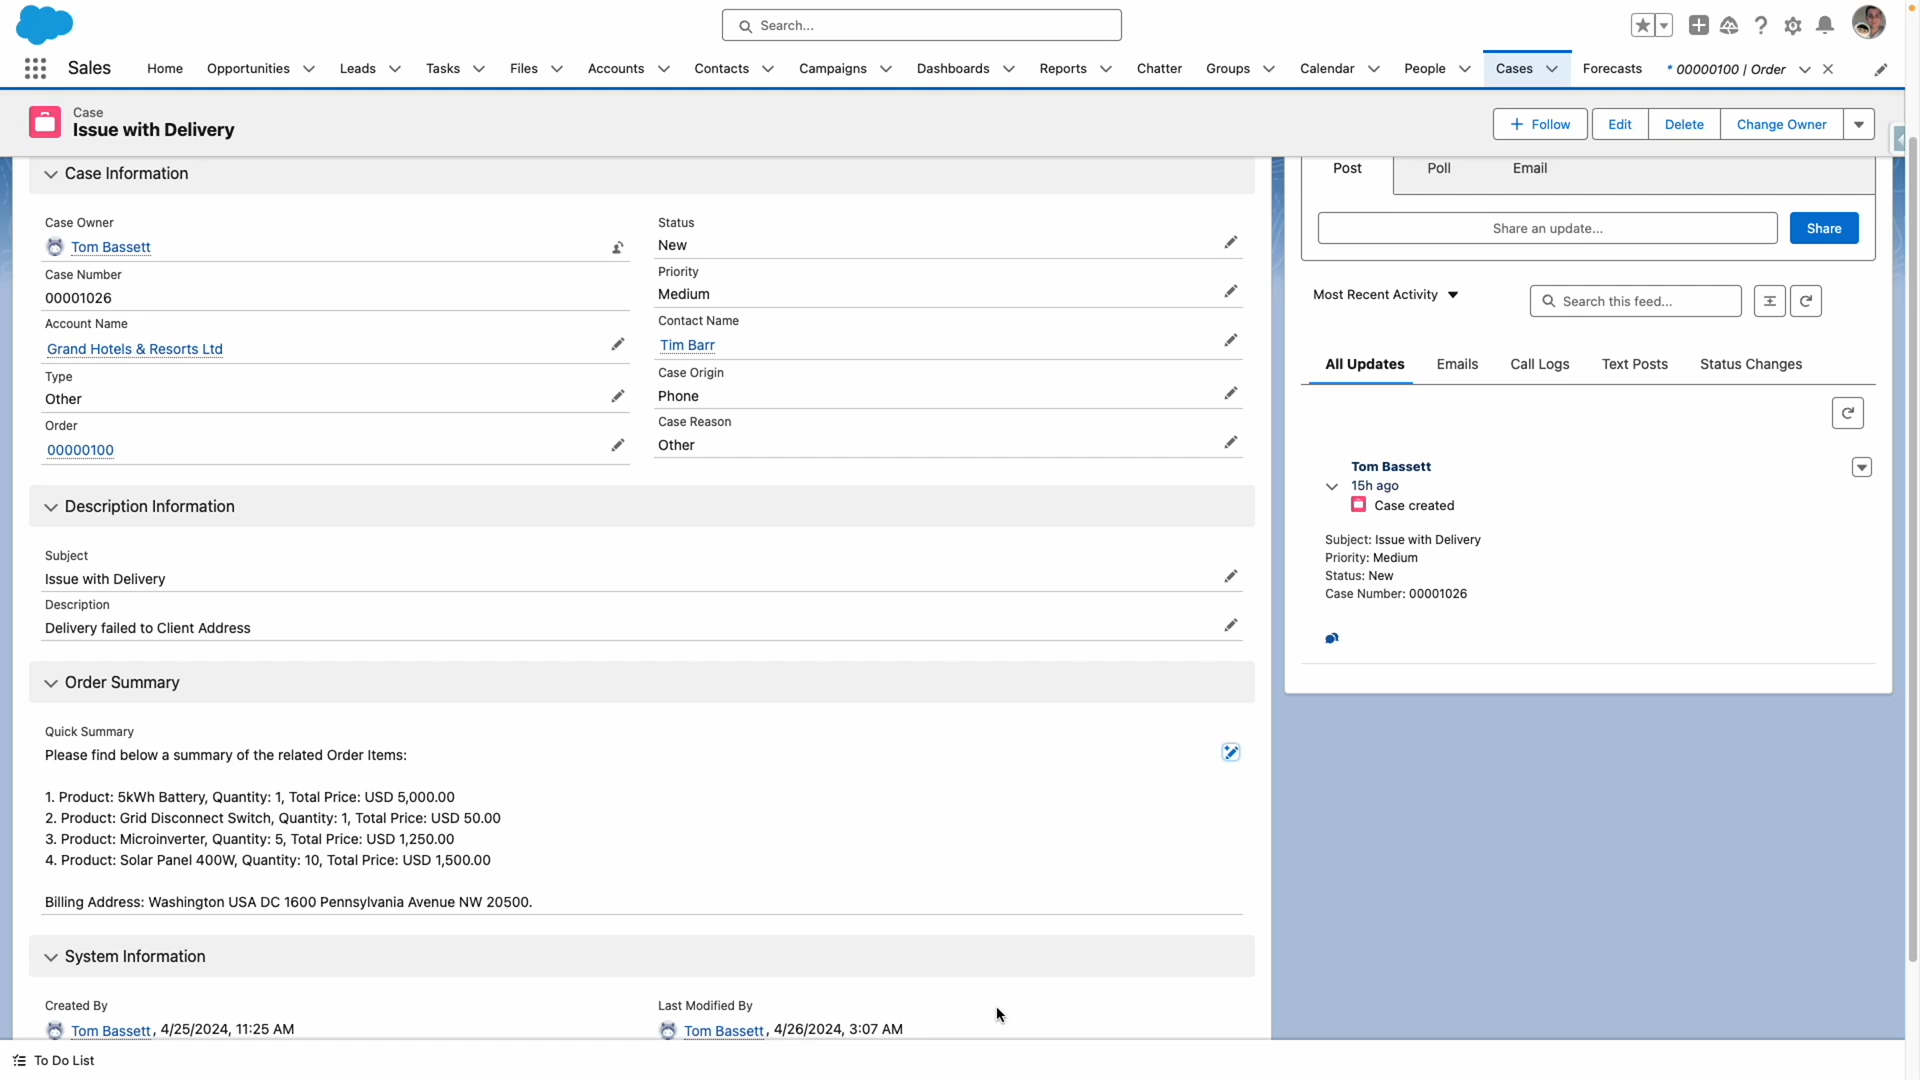 Search...
Sales
Home
Opportunities
Leads
Tasks
Files
Accounts
Contacts
Campaigns
Dashboards
Reports
Chatter
Groups
Calendar
People
Cases
Forecasts
* 00000100 | Order
Case
Issue with Delivery
+ Follow
Edit
Delete
Change Owner
Case Information
Case Owner
Tom Bassett
Case Number
00001026
Account Name
Grand Hotels & Resorts Ltd
Type
Other
Order
00000100
Status
New
Priority
Medium
Contact Name
Tim Barr
Case Origin
Phone
Case Reason
Other
Description Information
Subject
Issue with Delivery
Description
Delivery failed to Client Address
Order Summary
Quick Summary
Please find below a summary of the related Order Items:
1. Product: 5kWh Battery, Quantity: 1, Total Price: USD 5,000.00
2. Product: Grid Disconnect Switch, Quantity: 1, Total Price: USD 50.00
3. Product: Microinverter, Quantity: 5, Total Price: USD 1,250.00
4. Product: Solar Panel 400W, Quantity: 10, Total Price: USD 1,500.00
Billing Address: Washington USA DC 1600 Pennsylvania Avenue NW 20500.
System Information
Created By
Tom Bassett, 4/25/2024, 11:25 AM
Last Modified By
Tom Bassett, 4/26/2024, 3:07 AM
Post
Poll
Email
Share an update...
Share
Most Recent Activity
Search this feed...
All Updates
Emails
Call Logs
Text Posts
Status Changes
Tom Bassett
15h ago
Case created
Subject: Issue with Delivery
Priority: Medium
Status: New
Case Number: 00001026
To Do List